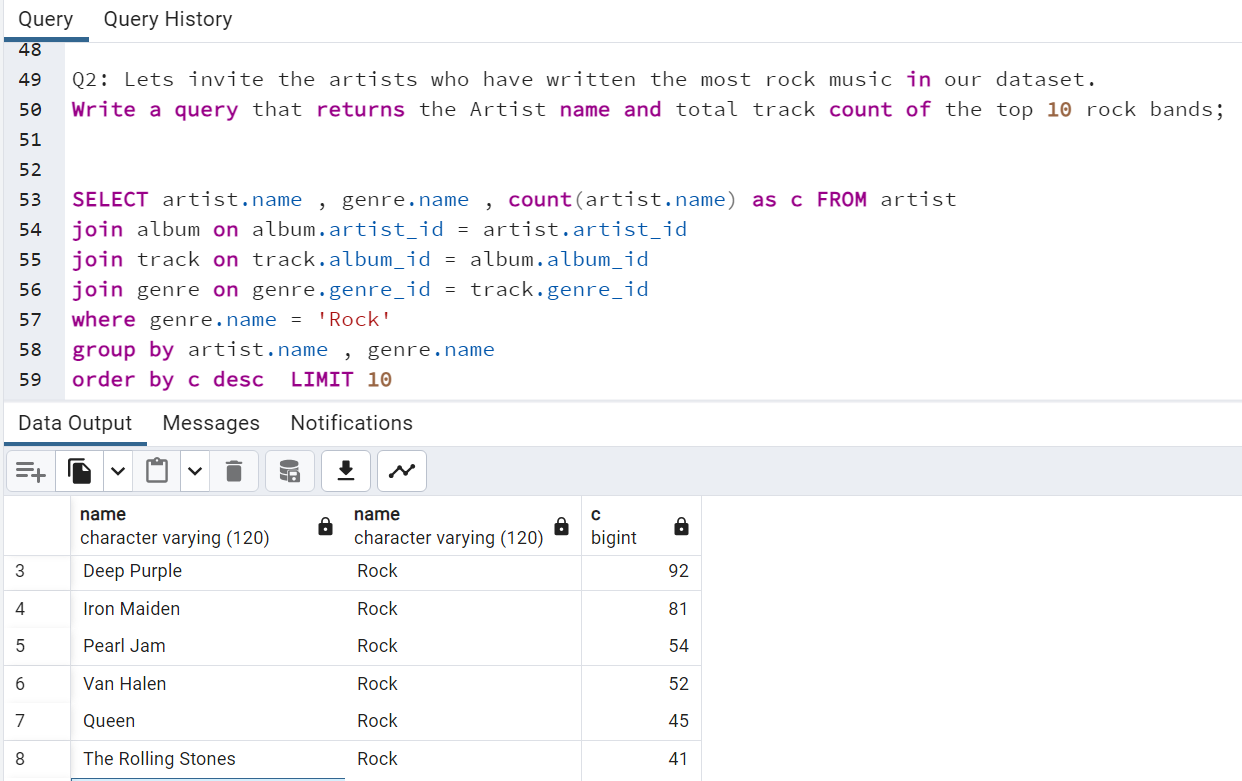 Query Query History
48
49 Q2: Lets invite the artists who have written the most rock music in our dataset.
50 Write a query that returns the Artist name and total track count of the top 10 rock bands;
51
52
53 SELECT artist.name , genre.name , count(artist.name) as c FROM artist
54 join album on album.artist_id = artist.artist_id
55 join track on track.album_id = album.album_id
56 join genre on genre.genre_id = track.genre_id
57 where genre.name = 'Rock'
58 group by artist.name , genre.name
59 order by c desc  LIMIT 10
Data Output Messages Notifications
name name c
character varying (120) character varying (120) bigint
3 Deep Purple Rock 92
4 Iron Maiden Rock 81
5 Pearl Jam Rock 54
6 Van Halen Rock 52
7 Queen Rock 45
8 The Rolling Stones Rock 41